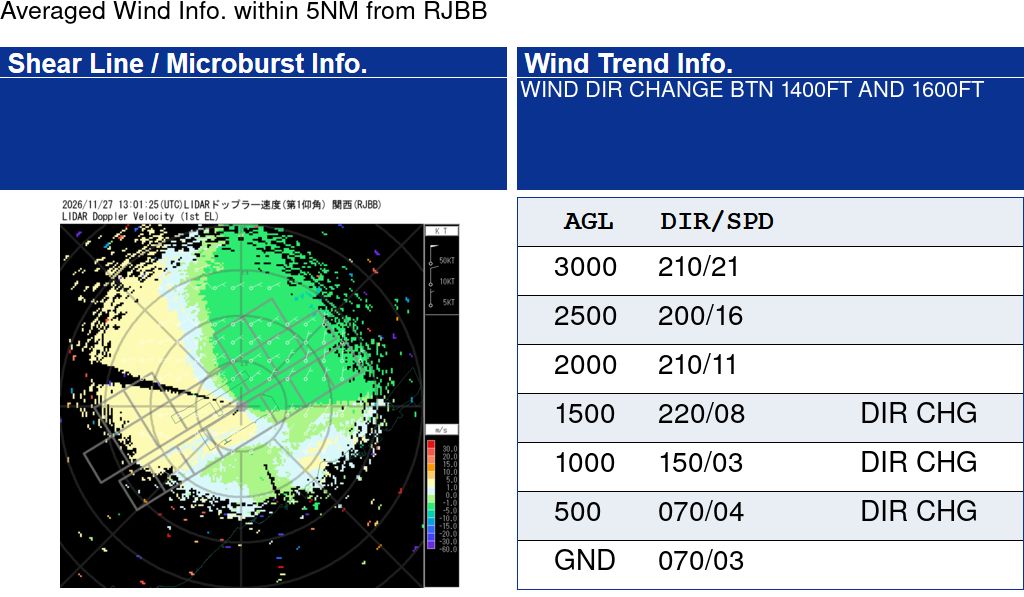 Averaged Wind Info. within 5NM from RJBB
Shear Line / Microburst Info.
Wind Trend Info.
WIND DIR CHANGE BTN 1400FT AND 1600FT
2026/11/27 13:01:25(UTC)LIDARドップラー速度(第1仰角) 関西(RJBB)
LIDAR Doppler Velocity (1st EL)
K T
50KT
10KT
5KT
m/s
30.0
20.0
15.0
10.0
5.0
1.0
0.0
-1.0
-5.0
-10.0
-15.0
-20.0
-30.0
-60.0
AGL DIR/SPD
3000 210/21
2500 200/16
2000 210/11
1500 220/08 DIR CHG
1000 150/03 DIR CHG
500 070/04 DIR CHG
GND 070/03